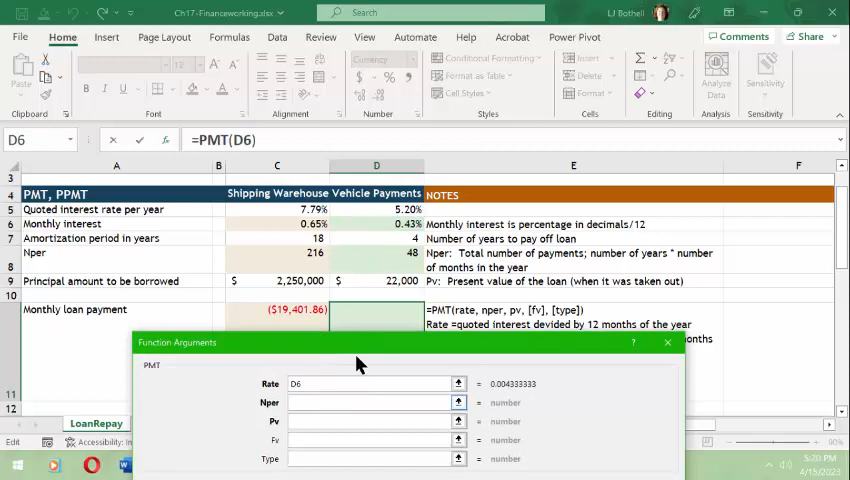 Ch17-Financeworking.xlsx
Search
LJ Bothell
File Home Insert Page Layout Formulas Data Review View Automate Help Acrobat Power Pivot Comments Share
Paste
12
Currency
Conditional Formatting
Format as Table
Cell Styles
Insert
Delete
Format
Analyze Data
Sensitivity
Clipboard Font Alignment Number Styles Cells Editing Analysis Sensitivity
D6 =PMT(D6)
A B C D E F
3
4 PMT, PPMT Shipping Warehouse Vehicle Payments NOTES
5 Quoted interest rate per year 7.79% 5.20%
6 Monthly interest 0.65% 0.43% Monthly interest is percentage in decimals/12
7 Amortization period in years 18 4 Number of years to pay off loan
8 Nper 216 48 Nper: Total number of payments; number of years * number
of months in the year
9 Principal amount to be borrowed $ 2,250,000 $ 22,000 Pv: Present value of the loan (when it was taken out)
10
Monthly loan payment ($19,401.86) =PMT(rate, nper, pv, [fv], [type])
Rate =quoted interest devided by 12 months of the year
months
11
12
Function Arguments
PMT
Rate D6 = 0.004333333
Nper = number
Pv = number
Fv = number
Type = number
LoanRepay
Edit
90%
5:20 PM
4/15/2023